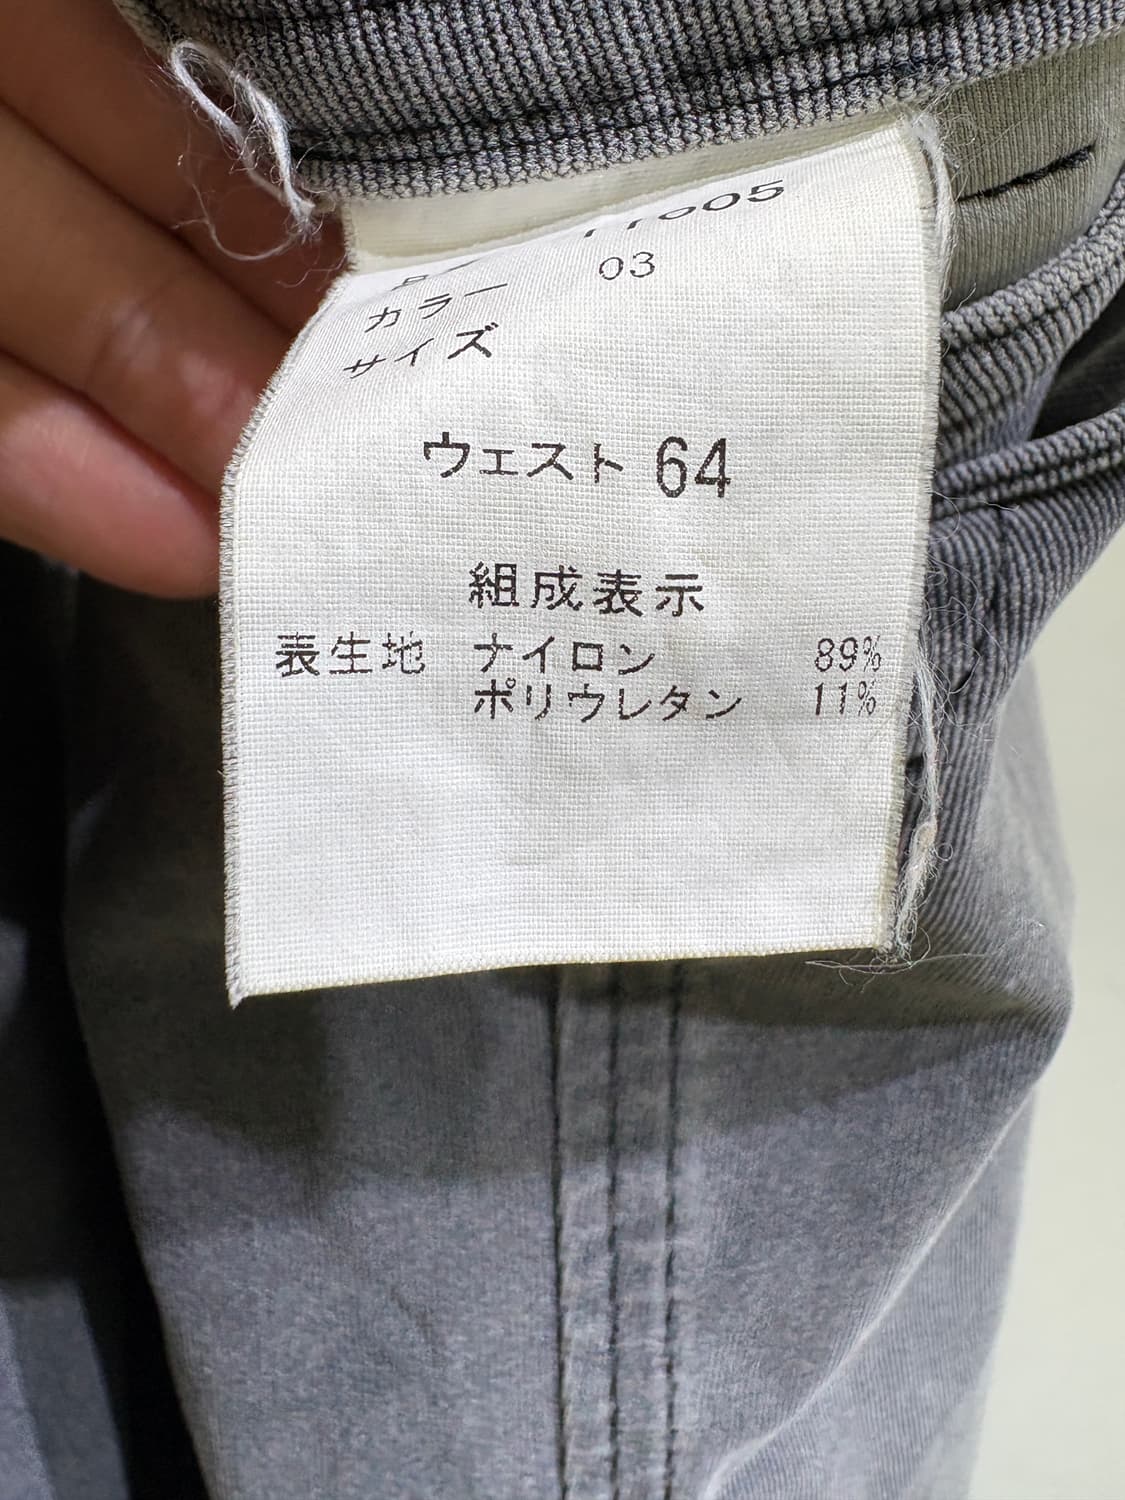 カラー 03
サイズ
ウェスト 64
組成表示
表生地 ナイロン 89%
ポリウレタン 11%